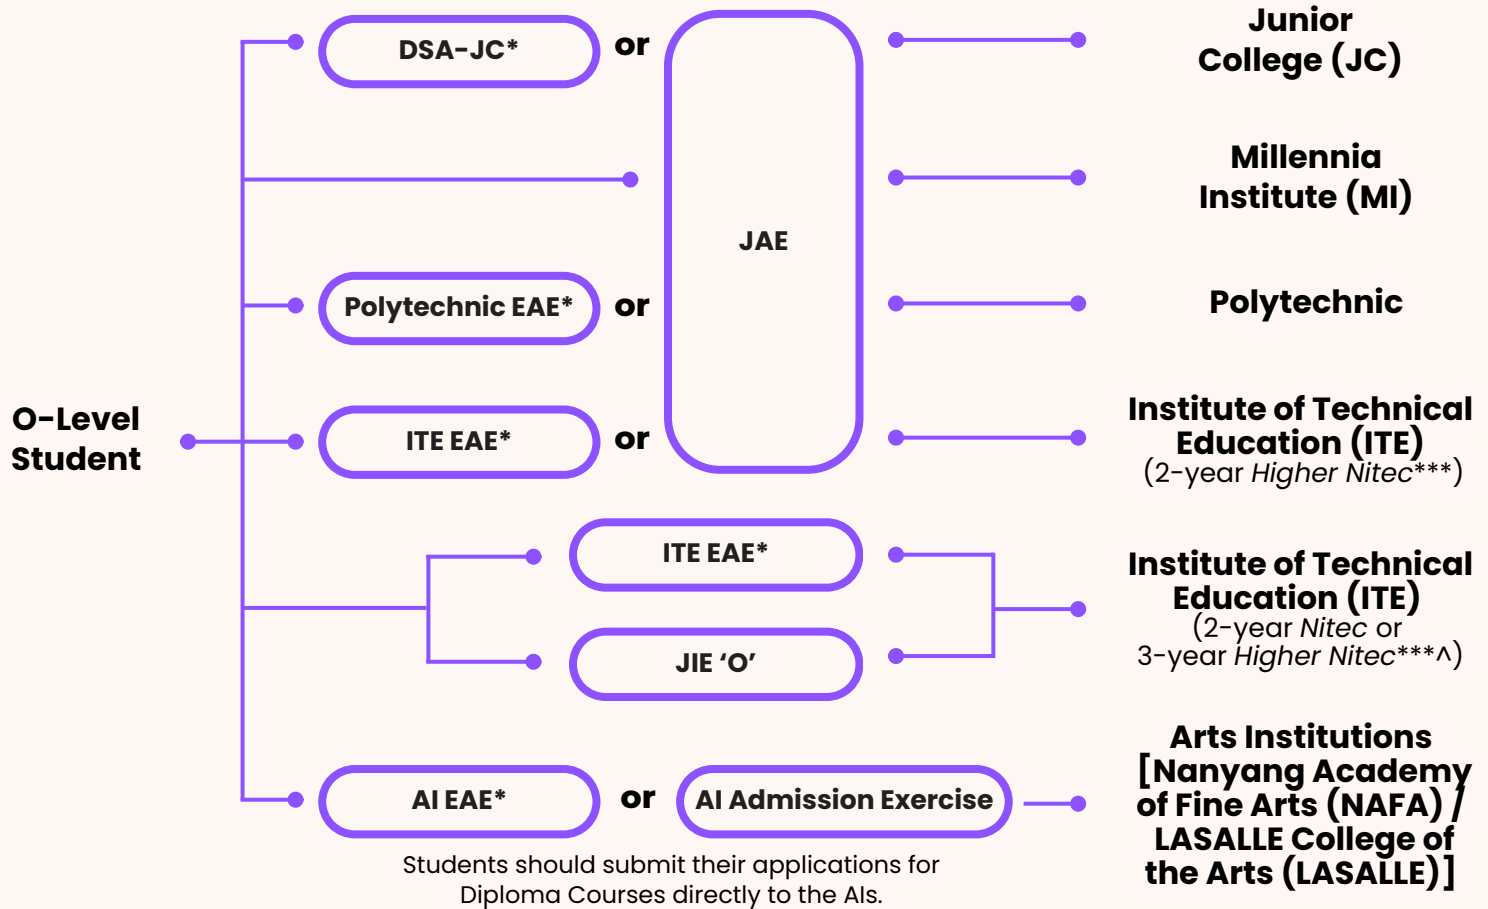 DSA-JC*
or
Junior
College (JC)
Millennia
Institute (MI)
JAE
Polytechnic EAE*
or
Polytechnic
O-Level
Student
ITE EAE*
or
Institute of Technical
Education (ITE)
(2-year Higher Nitec***)
ITE EAE*
JIE ‘O’
Institute of Technical
Education (ITE)
(2-year Nitec or
3-year Higher Nitec***^)
AI EAE*
or
AI Admission Exercise
Arts Institutions
[Nanyang Academy
of Fine Arts (NAFA) /
LASALLE College of
the Arts (LASALLE)]
Students should submit their applications for
Diploma Courses directly to the AIs.